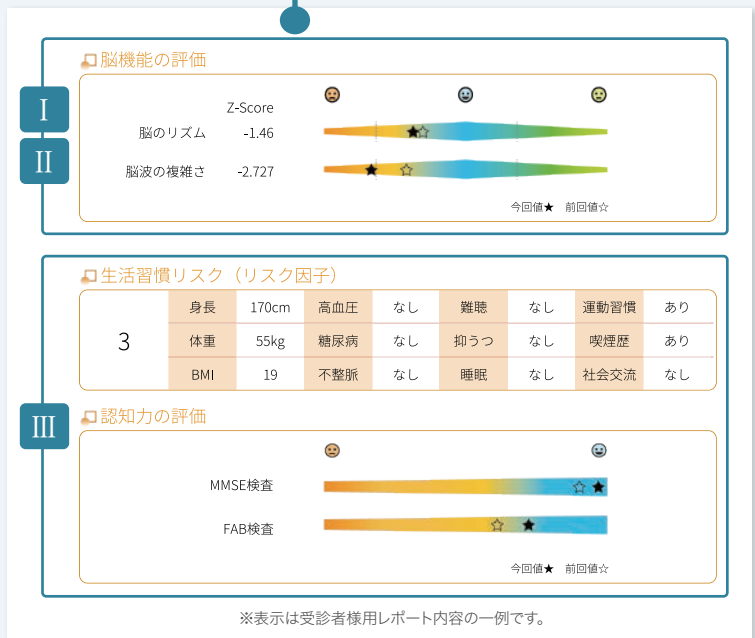 脳機能の評価
Z-Score
Ⅰ
脳のリズム -1.46
Ⅱ
脳波の複雑さ -2.727
今回値★ 前回値☆
生活習慣リスク（リスク因子）
3
身長 170cm 高血圧 なし 難聴 なし 運動習慣 あり
体重 55kg 糖尿病 なし 抑うつ なし 喫煙歴 あり
BMI 19 不整脈 なし 睡眠 なし 社会交流 なし
Ⅲ
認知力の評価
MMSE検査
FAB検査
今回値★ 前回値☆
※表示は受診者様用レポート内容の一例です。